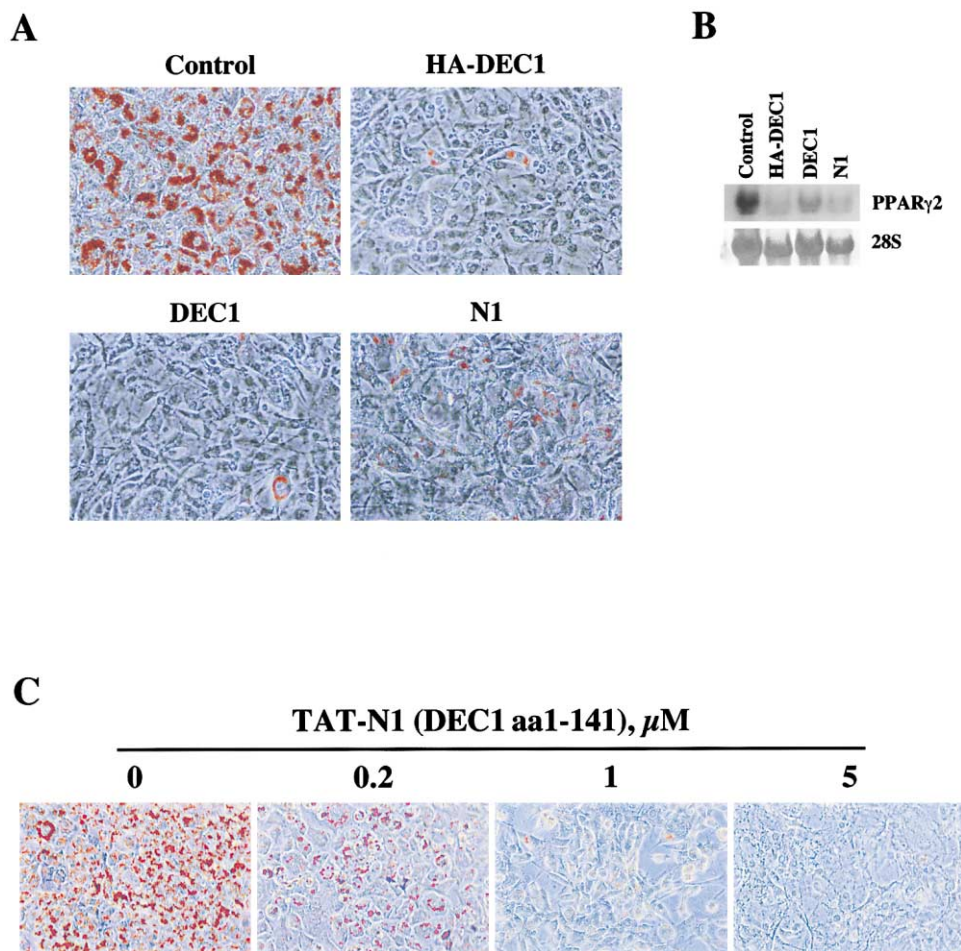 A
Control HA-DEC1
DEC1 N1
B
Control HA-DEC1 DEC1 N1
PPARγ2
28S
C
TAT-N1 (DEC1 aa1-141), μM
0 0.2 1 5